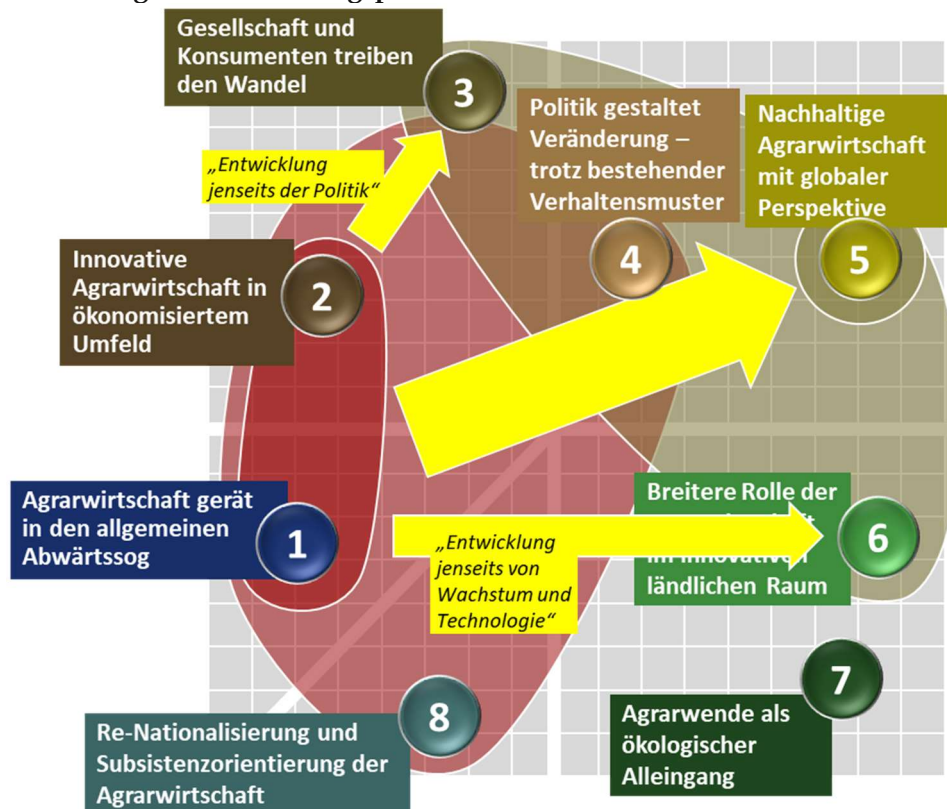 Gesellschaft und
Konsumenten treiben
den Wandel
3
Politik gestaltet
Veränderung –
trotz bestehender
Verhaltensmuster
4
Nachhaltige
Agrarwirtschaft
mit globaler
Perspektive
5
„Entwicklung
jenseits der Politik“
Innovative
Agrarwirtschaft in
ökonomisiertem
Umfeld
2
Agrarwirtschaft gerät
in den allgemeinen
Abwärtssog
1
„Entwicklung
jenseits von
Wachstum und
Technologie“
Breitere Rolle der
ländlichen Raum
6
7
Agrarwende als
ökologischer
Alleingang
8
Re-Nationalisierung und
Subsistenzorientierung der
Agrarwirtschaft